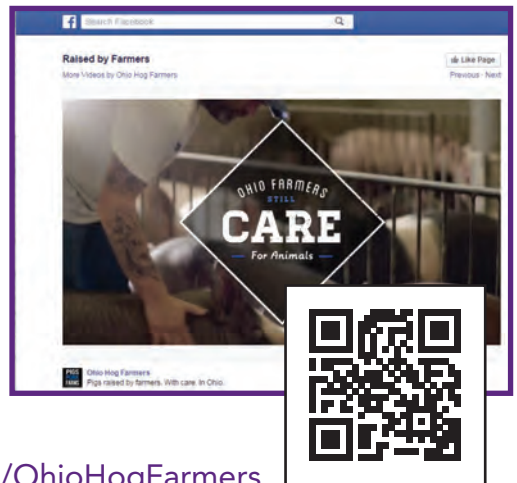 Search Facebook
Raised by Farmers
Like Page
More Videos by Ohio Hog Farmers
Previous · Next
OHIO FARMERS
STILL
CARE
For Animals
PIGS
Ohio Hog Farmers
Pigs raised by farmers. With care. In Ohio.
/OhioHogFarmers